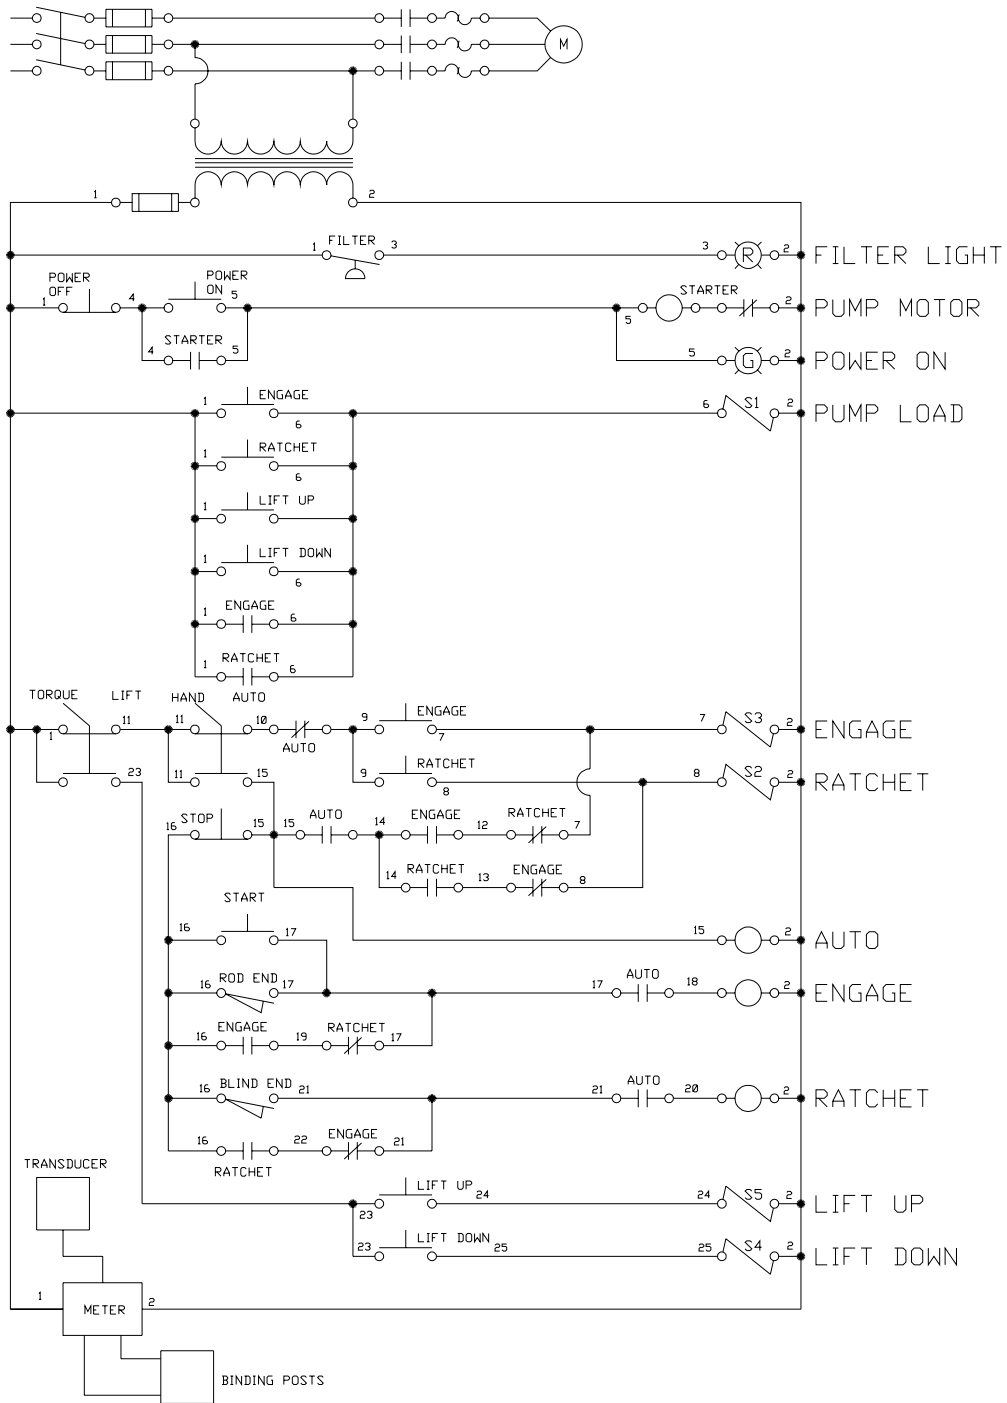 M
1 2
1 FILTER 3 3 R 2 FILTER LIGHT
POWER OFF POWER ON STARTER
1 4 5 5 2 PUMP MOTOR
STARTER
4 5 5 G 2 POWER ON
1 ENGAGE 6 6 S1 2 PUMP LOAD
1 RATCHET 6
1 LIFT UP
1 LIFT DOWN 6
1 ENGAGE 6
1 RATCHET 6
TORQUE LIFT HAND AUTO
1 11 11 10 AUTO 9 ENGAGE 7 7 S3 2 ENGAGE
23 11 15 9 RATCHET 8 8 S2 2 RATCHET
16 STOP 15 15 AUTO 14 ENGAGE 12 RATCHET 7
14 RATCHET 13 ENGAGE 8
START
16 17 15 2 AUTO
16 ROD END 17 17 AUTO 18 2 ENGAGE
16 ENGAGE 19 RATCHET 17
16 BLIND END 21 21 AUTO 20 2 RATCHET
16 RATCHET 22 ENGAGE 21
TRANSDUCER
23 LIFT UP 24 24 S5 2 LIFT UP
23 LIFT DOWN 25 25 S4 2 LIFT DOWN
1 METER 2
BINDING POSTS